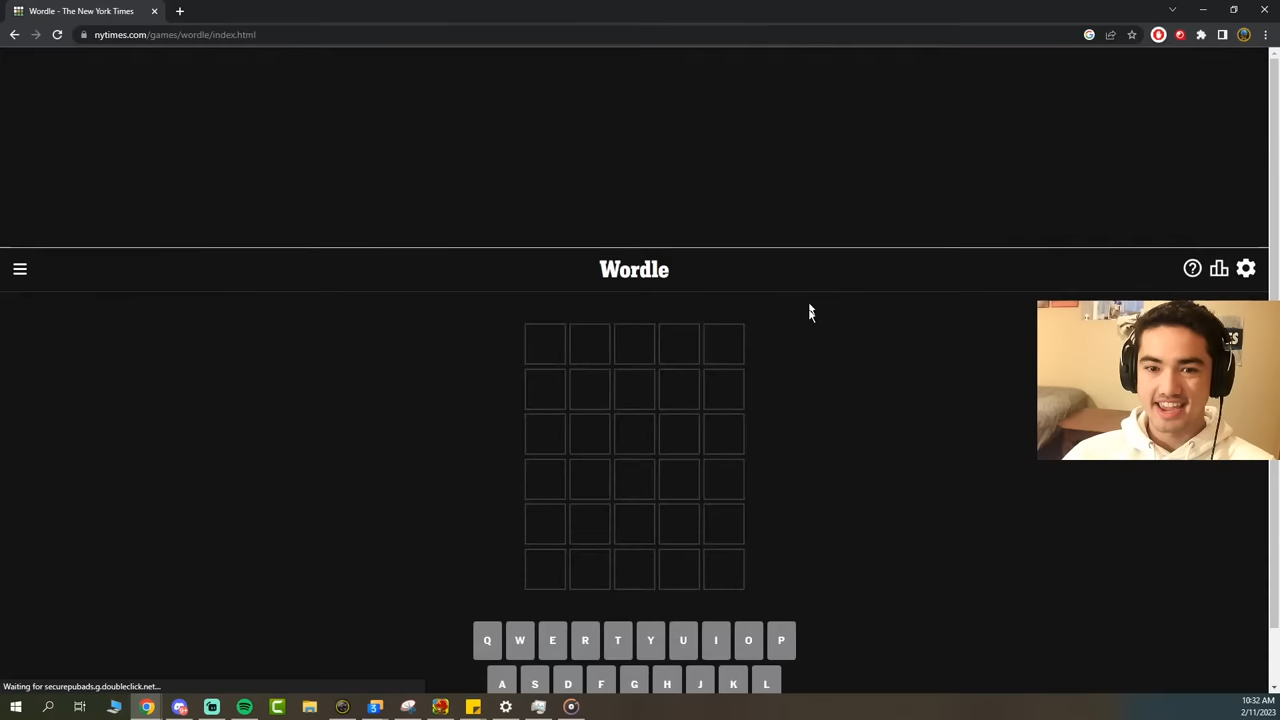 Wordle - The New York Times
nytimes.com/games/wordle/index.html
Wordle
Q W E R T Y U I O P
A S D F G H J K L
Waiting for securepubads.g.doubleclick.net...
10:32 AM
2/11/2023